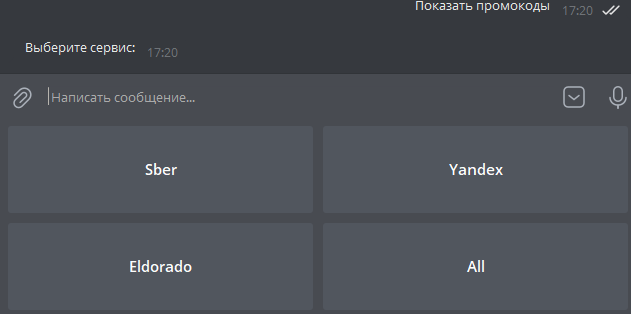 Показать промокоды 17:20
Выберите сервис: 17:20
Написать сообщение...
Sber Yandex
Eldorado All